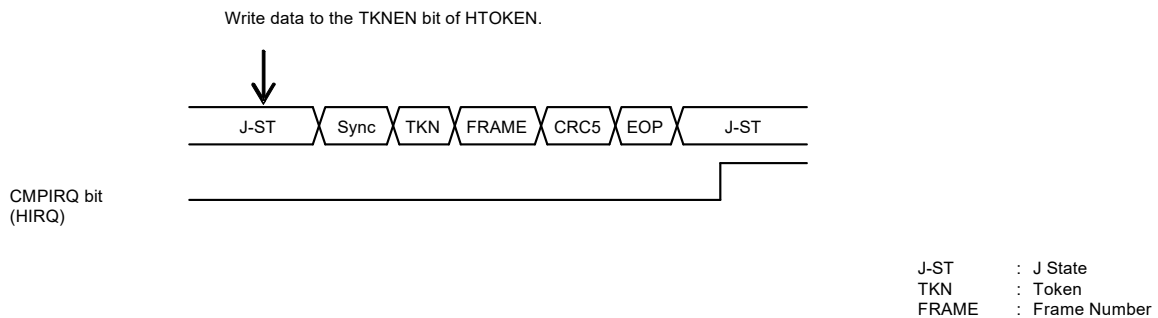 Write data to the TKNEN bit of HTOKEN.
J-ST Sync TKN FRAME CRC5 EOP J-ST
CMPIRQ bit
(HIRQ)
J-ST : J State
TKN : Token
FRAME : Frame Number